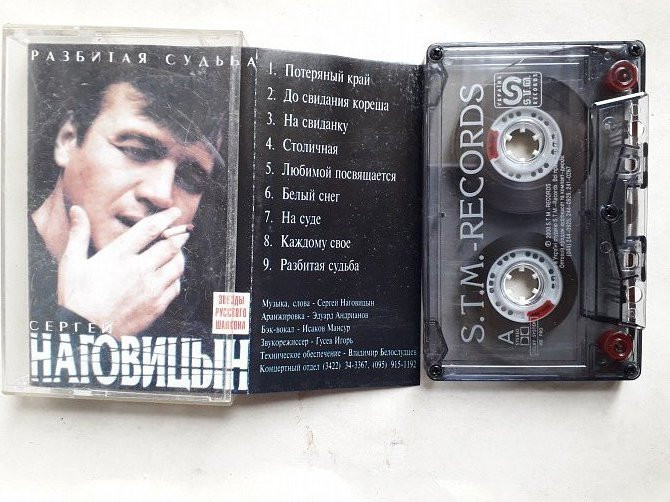 РАЗБИТАЯ СУДЬБА
ЗВЕЗДЫ
РУССКОГО
ШАНСОНА
СЕРГЕЙ
НАГОВИЦЫН
1. Потеряный край
2. До свидания кореша
3. На свиданку
4. Столичная
5. Любимой посвящается
6. Белый снег
7. На суде
8. Каждому свое
9. Разбитая судьба
Музыка, слова - Сергей Наговицын
Аранжировка - Эдуард Андрианов
Бэк-вокал - Исаков Мансур
Звукорежиссер - Гусев Игорь
Техническое обеспечение - Владимир Белослудцев
Концертный отдел (3422) 34-3367, (095) 915-1192
S.T.M.-RECORDS
A
STM
RECORDS